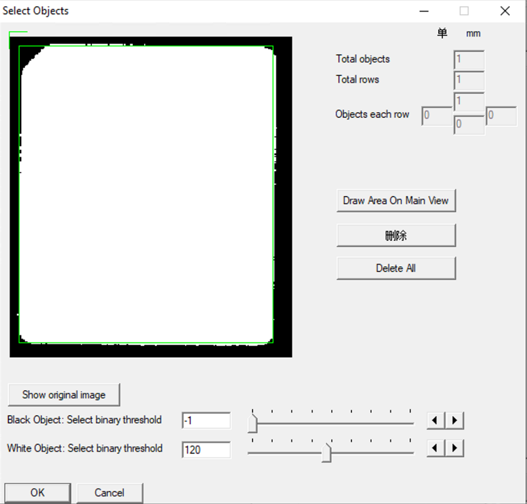 Select Objects
单 mm
Total objects 1
Total rows 1
1
Objects each row 0 0
0
Draw Area On Main View
删除
Delete All
Show original image
Black Object: Select binary threshold -1
White Object: Select binary threshold 120
OK Cancel